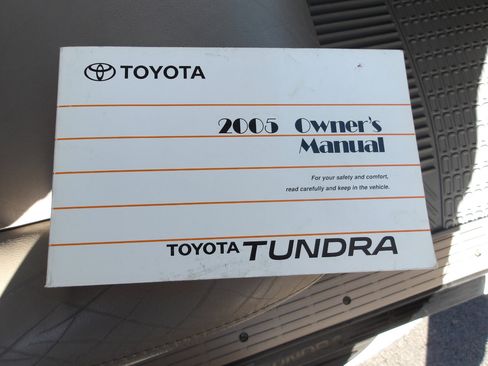 TOYOTA
2005 Owner's
Manual
For your safety and comfort,
read carefully and keep in the vehicle.
TOYOTA TUNDRA